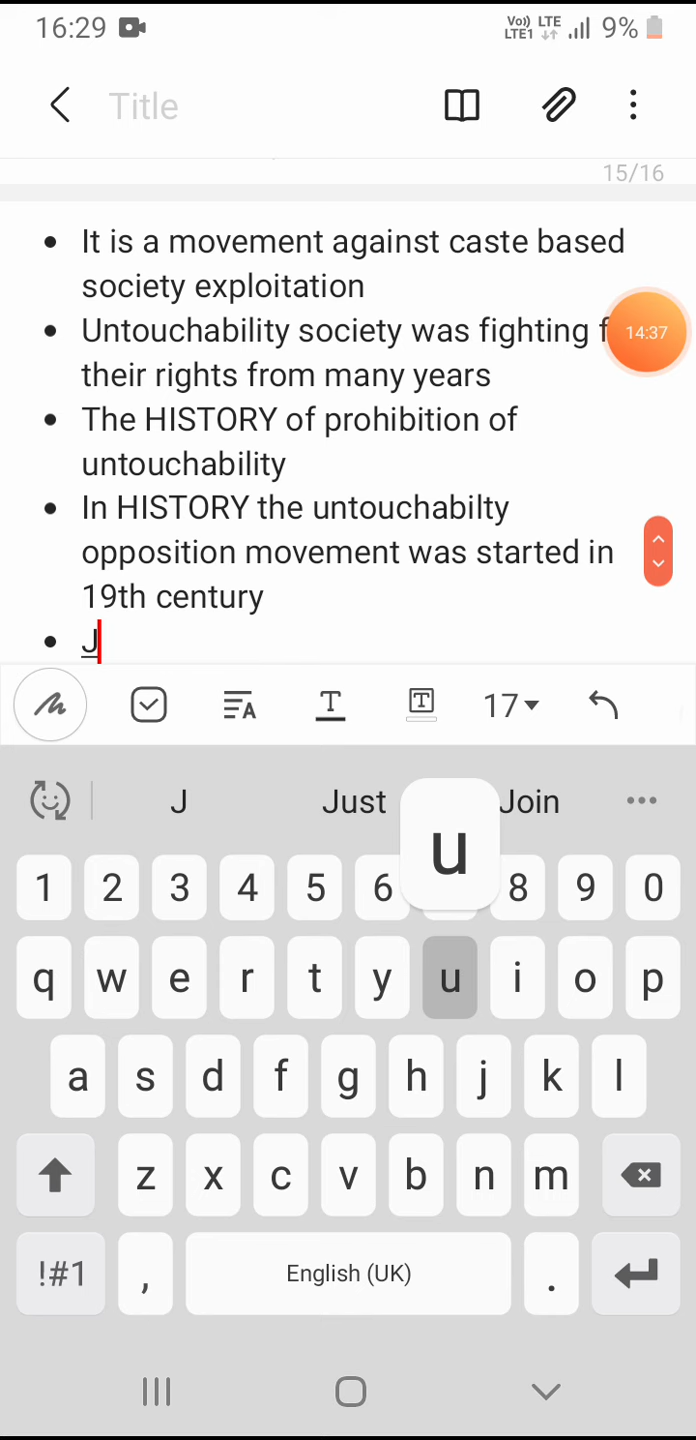 16:29 Vo) LTE LTE1 9%
Title
15/16
• It is a movement against caste based
society exploitation
• Untouchability society was fighting f
14:37
their rights from many years
• The HISTORY of prohibition of
untouchability
• In HISTORY the untouchabilty
opposition movement was started in
19th century
• J
A T T 17
J Just Join
u
1 2 3 4 5 6 8 9 0
q w e r t y u i o p
a s d f g h j k l
z x c v b n m
!#1 , English (UK) .